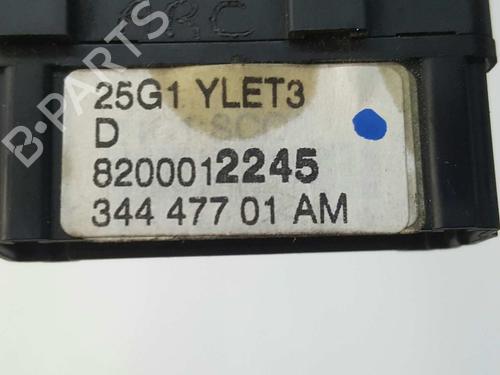 25G1 YLET3
D
8200012245
344 477 01 AM
B-PARTS